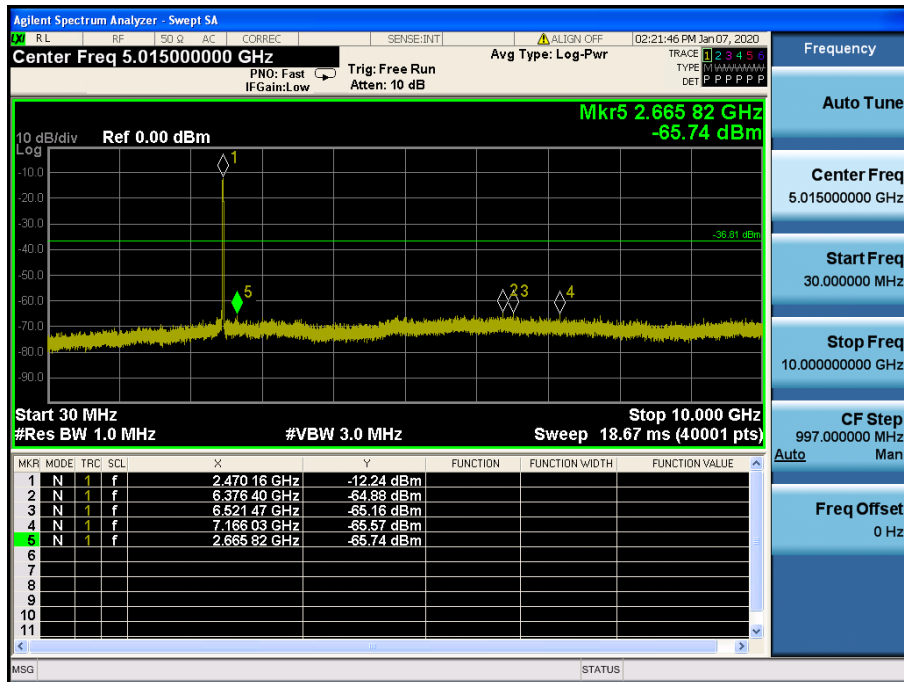 Agilent Spectrum Analyzer - Swept SA
LXI RL RF 50 Ω AC CORREC SENSE:INT ALIGN OFF 02:21:46 PM Jan 07, 2020
Center Freq 5.015000000 GHz
PNO: Fast
IFGain:Low
Trig: Free Run
Atten: 10 dB
Avg Type: Log-Pwr
TRACE 1 2 3 4 5 6
TYPE M WWWWW
DET P P P P P P
Mkr5 2.665 82 GHz
-65.74 dBm
10 dB/div Ref 0.00 dBm
Log
1
-10.0
-20.0
-30.0
-36.81 dBm
-40.0
-50.0
5 2 3 4
-60.0
-70.0
-80.0
-90.0
Start 30 MHz Stop 10.000 GHz
#Res BW 1.0 MHz #VBW 3.0 MHz Sweep 18.67 ms (40001 pts)
MKR MODE TRC SCL X Y FUNCTION FUNCTION WIDTH FUNCTION VALUE
1 N 1 f 2.470 16 GHz -12.24 dBm
2 N 1 f 6.376 40 GHz -64.88 dBm
3 N 1 f 6.521 47 GHz -65.16 dBm
4 N 1 f 7.166 03 GHz -65.57 dBm
5 N 1 f 2.665 82 GHz -65.74 dBm
6
7
8
9
10
11
MSG STATUS
Frequency
Auto Tune
Center Freq
5.015000000 GHz
Start Freq
30.000000 MHz
Stop Freq
10.000000000 GHz
CF Step
997.000000 MHz
Auto Man
Freq Offset
0 Hz